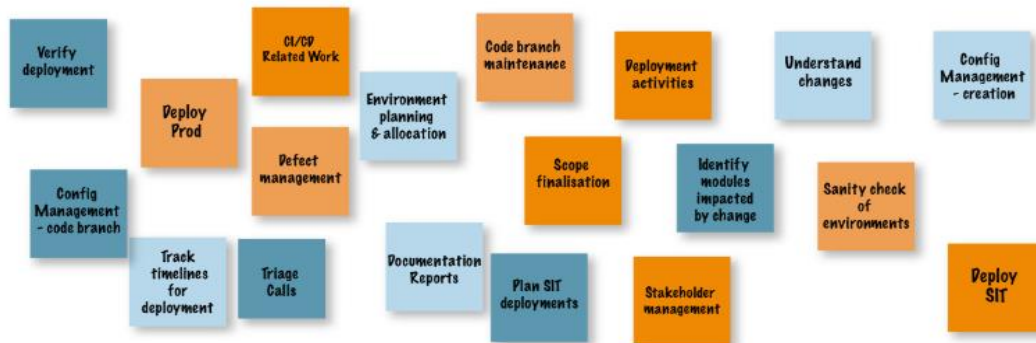 Verify
deployment
CI/CD
Related Work
Code branch
maintenance
Deployment
activities
Understand
changes
Config
Management
- creation
Deploy
Prod
Environment
planning
& allocation
Defect
management
Scope
finalisation
Identify
modules
impacted
by change
Sanity check
of
environments
Config
Management
- code branch
Track
timelines
for
deployment
Triage
Calls
Documentation
Reports
Plan SIT
deployments
Stakeholder
management
Deploy
SIT